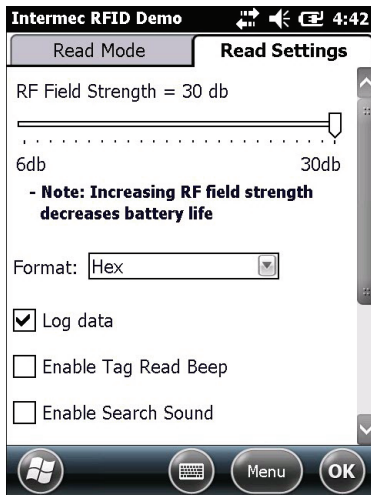 Intermec RFID Demo 4:42
Read Mode Read Settings
RF Field Strength = 30 db
6db 30db
- Note: Increasing RF field strength
decreases battery life
Format: Hex
Log data
Enable Tag Read Beep
Enable Search Sound
Menu OK